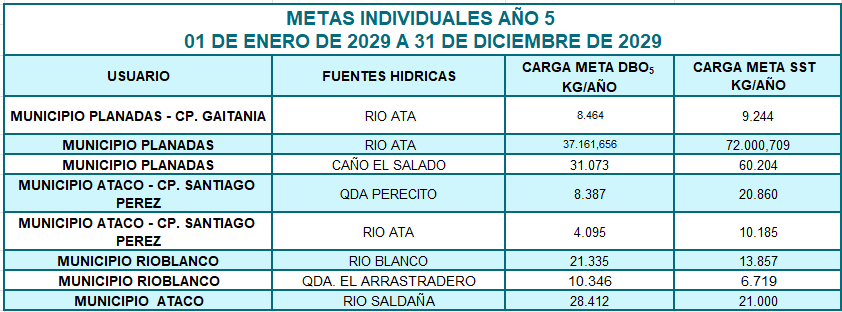 METAS INDIVIDUALES AÑO 5
01 DE ENERO DE 2029 A 31 DE DICIEMBRE DE 2029
USUARIO FUENTES HIDRICAS CARGA META DBO₅ KG/AÑO CARGA META SST KG/AÑO
MUNICIPIO PLANADAS - CP. GAITANIA RIO ATA 8.464 9.244
MUNICIPIO PLANADAS RIO ATA 37.161,656 72.000,709
MUNICIPIO PLANADAS CAÑO EL SALADO 31.073 60.204
MUNICIPIO ATACO - CP. SANTIAGO PEREZ QDA PERECITO 8.387 20.860
MUNICIPIO ATACO - CP. SANTIAGO PEREZ RIO ATA 4.095 10.185
MUNICIPIO RIOBLANCO RIO BLANCO 21.335 13.857
MUNICIPIO RIOBLANCO QDA. EL ARRASTRADERO 10.346 6.719
MUNICIPIO ATACO RIO SALDAÑA 28.412 21.000